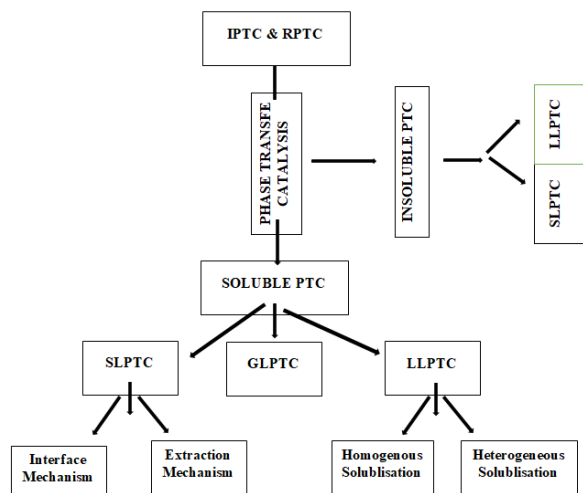 IPTC & RPTC
PHASE TRANSFE
CATALYSIS
INSOLUBLE PTC
LLPTC
SLPTC
SOLUBLE PTC
SLPTC
GLPTC
LLPTC
Interface
Mechanism
Extraction
Mechanism
Homogenous
Solublisation
Heterogeneous
Solublisation